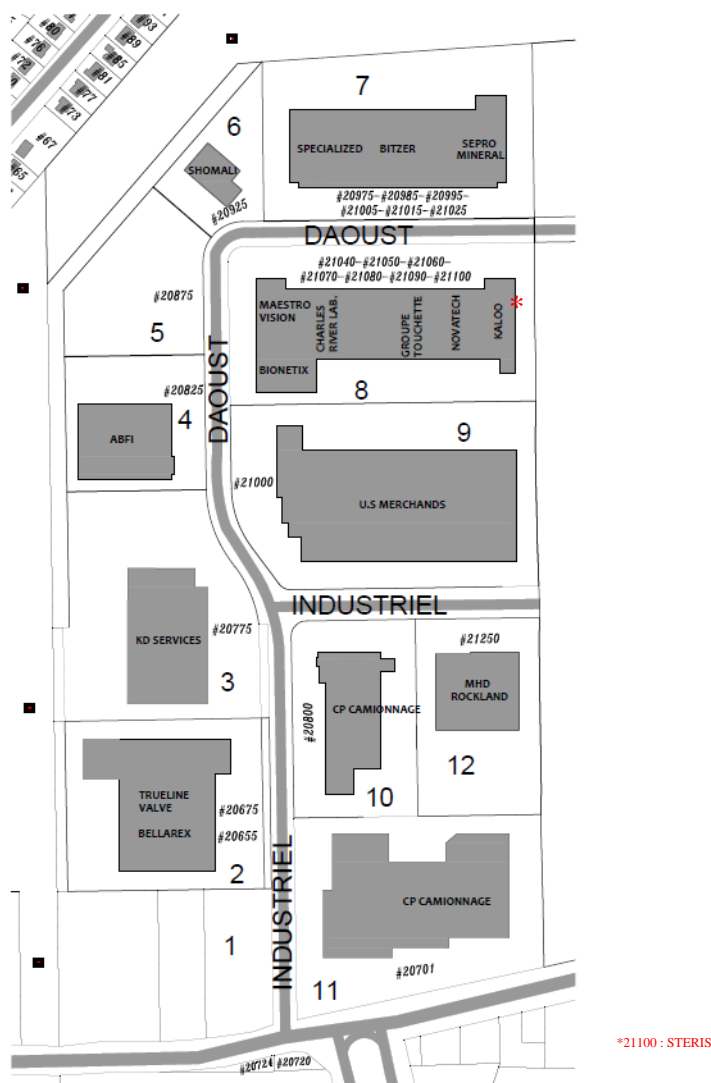 #93
#80
#89
#76
#85
#72
#81
#77
#73
#67
#65
7
SPECIALIZED BITZER SEPRO
MINERAL
6
SHOMALI
#20925
#20975-#20985-#20995-
#21005-#21015-#21025
DAOUST
#21040-#21050-#21060-
#21070-#21080-#21090-#21100
#20875
5
MAESTRO
VISION
CHARLES
RIVER LAB.
GROUPE
TOUCHETTE
NOVATECH
KALOO
*
BIONETIX
8
DAOUST
#20825
4
ABFI
9
#21000
U.S MERCHANDS
INDUSTRIEL
KD SERVICES
#20775
3
#21250
MHD
ROCKLAND
CP CAMIONNAGE
#20800
12
10
TRUELINE
VALVE
#20675
BELLAREX
#20655
2
INDUSTRIEL
CP CAMIONNAGE
1
#20701
11
#20720
*21100 : STERIS